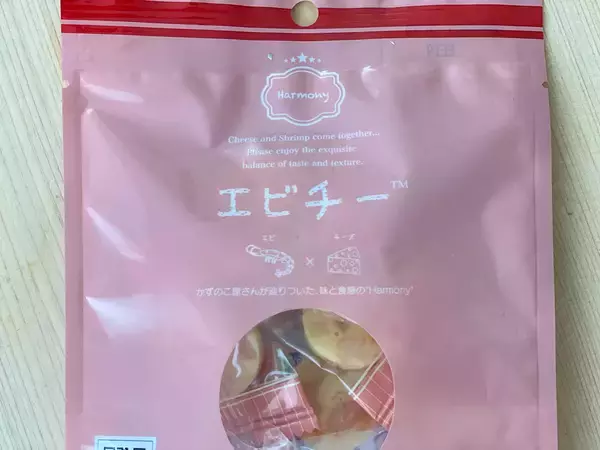 Harmony
Cheese and Shrimp come together...
Please enjoy the exquisite
balance of taste and texture.
エビチー™
エビ チーズ
×
かずのこ屋さんが辿りついた、味と食感の"Harmony"